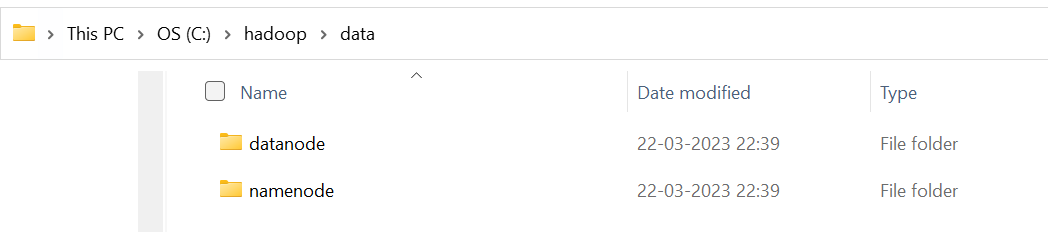 This PC > OS (C:) > hadoop > data
Name Date modified Type
datanode 22-03-2023 22:39 File folder
namenode 22-03-2023 22:39 File folder